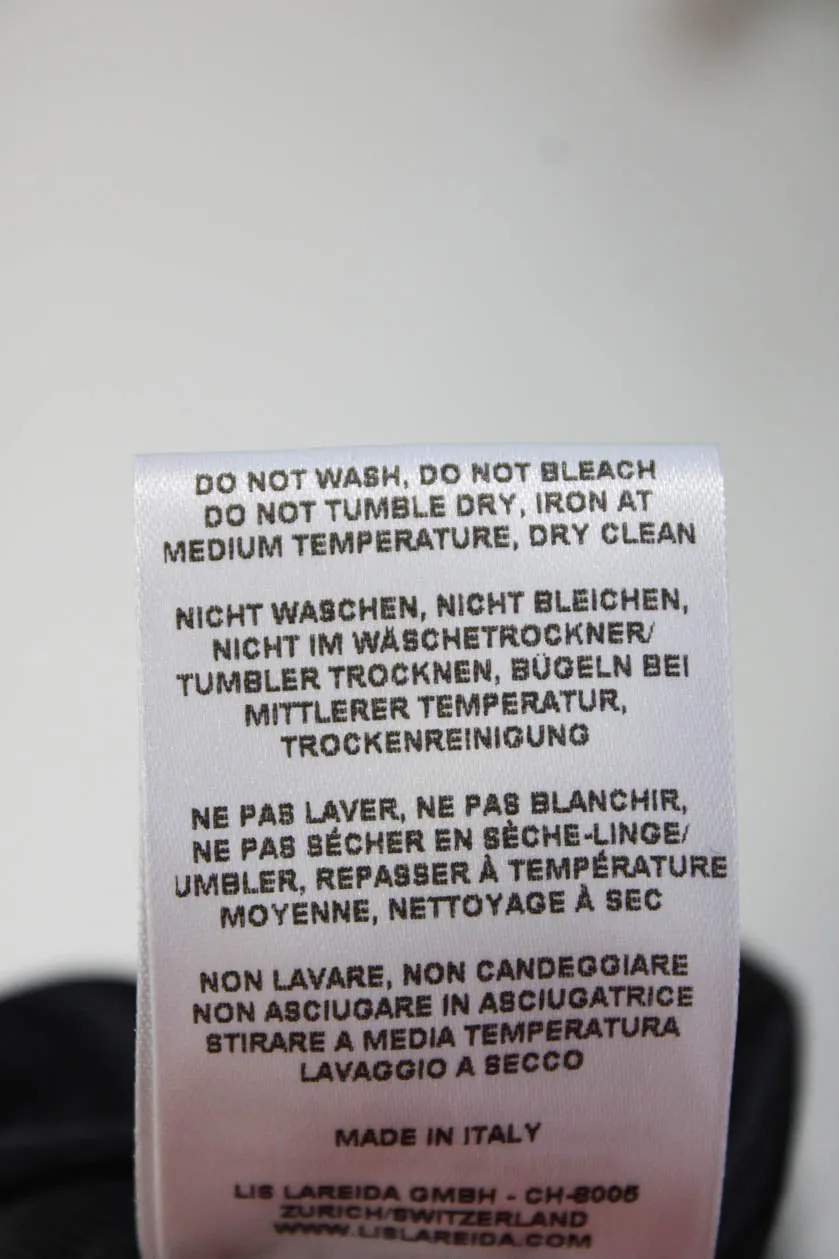 DO NOT WASH, DO NOT BLEACH
DO NOT TUMBLE DRY, IRON AT
MEDIUM TEMPERATURE, DRY CLEAN
NICHT WASCHEN, NICHT BLEICHEN,
NICHT IM WÄSCHETROCKNER/
TUMBLER TROCKNEN, BÜGELN BEI
MITTLERER TEMPERATUR,
TROCKENREINIGUNG
NE PAS LAVER, NE PAS BLANCHIR,
NE PAS SÉCHER EN SÈCHE-LINGE/
UMBLER, REPASSER À TEMPÉRATURE
MOYENNE, NETTOYAGE À SEC
NON LAVARE, NON CANDEGGIARE
NON ASCIUGARE IN ASCIUGATRICE
STIRARE A MEDIA TEMPERATURA
LAVAGGIO A SECCO
MADE IN ITALY
LIS LAREIDA GMBH - CH-8005
ZURICH/SWITZERLAND
WWW.LISLAREIDA.COM